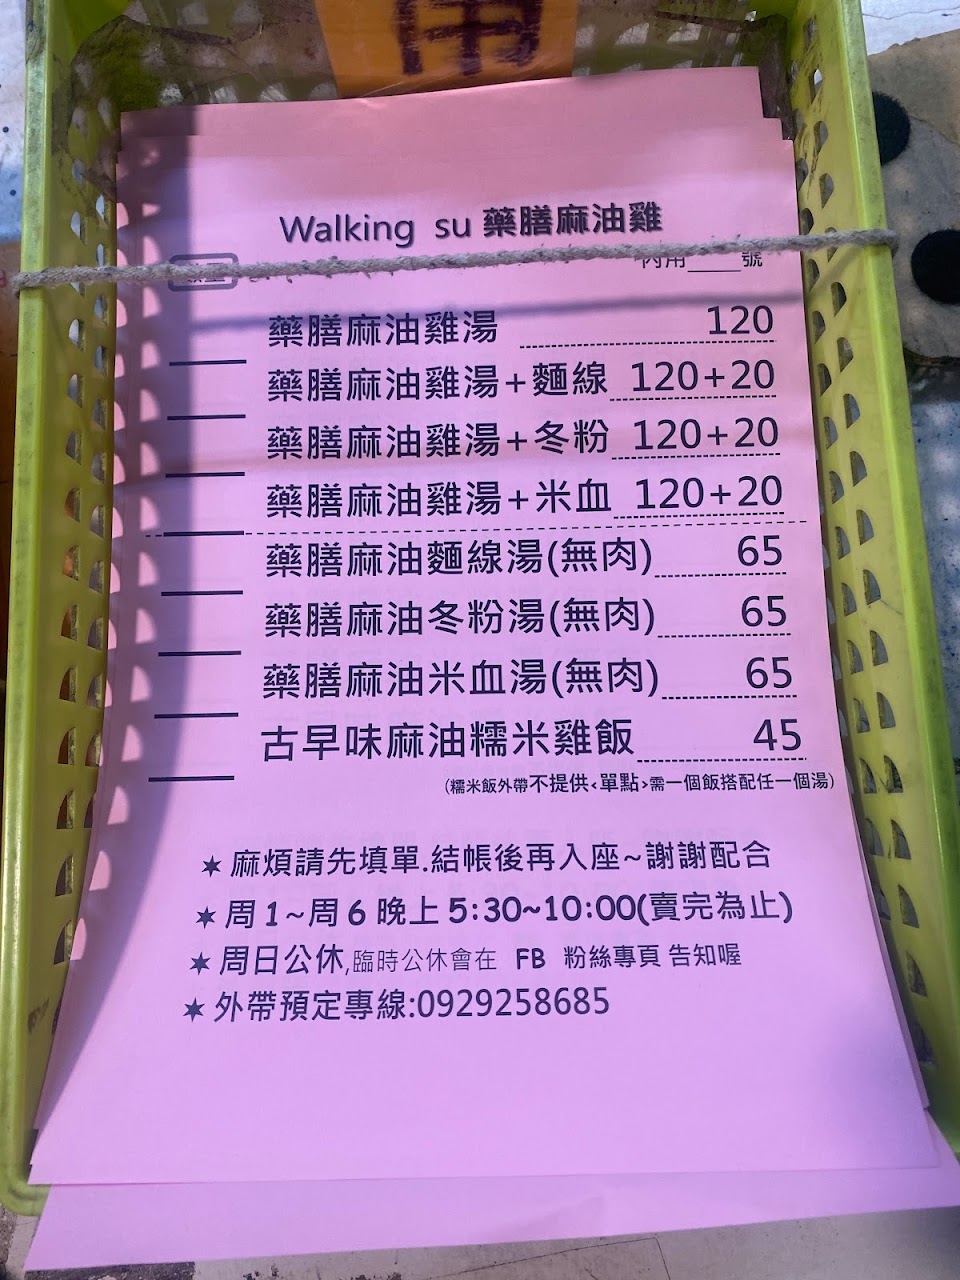 用
Walking su 藥膳麻油雞
內用____號
藥膳麻油雞湯 120
藥膳麻油雞湯+麵線 120+20
藥膳麻油雞湯+冬粉 120+20
藥膳麻油雞湯+米血 120+20
藥膳麻油麵線湯(無肉) 65
藥膳麻油冬粉湯(無肉) 65
藥膳麻油米血湯(無肉) 65
古早味麻油糯米雞飯 45
(糯米飯外帶不提供<單點>需一個飯搭配任一個湯)
✶ 麻煩請先填單.結帳後再入座~謝謝配合
✶ 周1~周6 晚上 5:30~10:00(賣完為止)
✶ 周日公休,臨時公休會在 FB 粉絲專頁 告知喔
✶ 外帶預定專線:0929258685